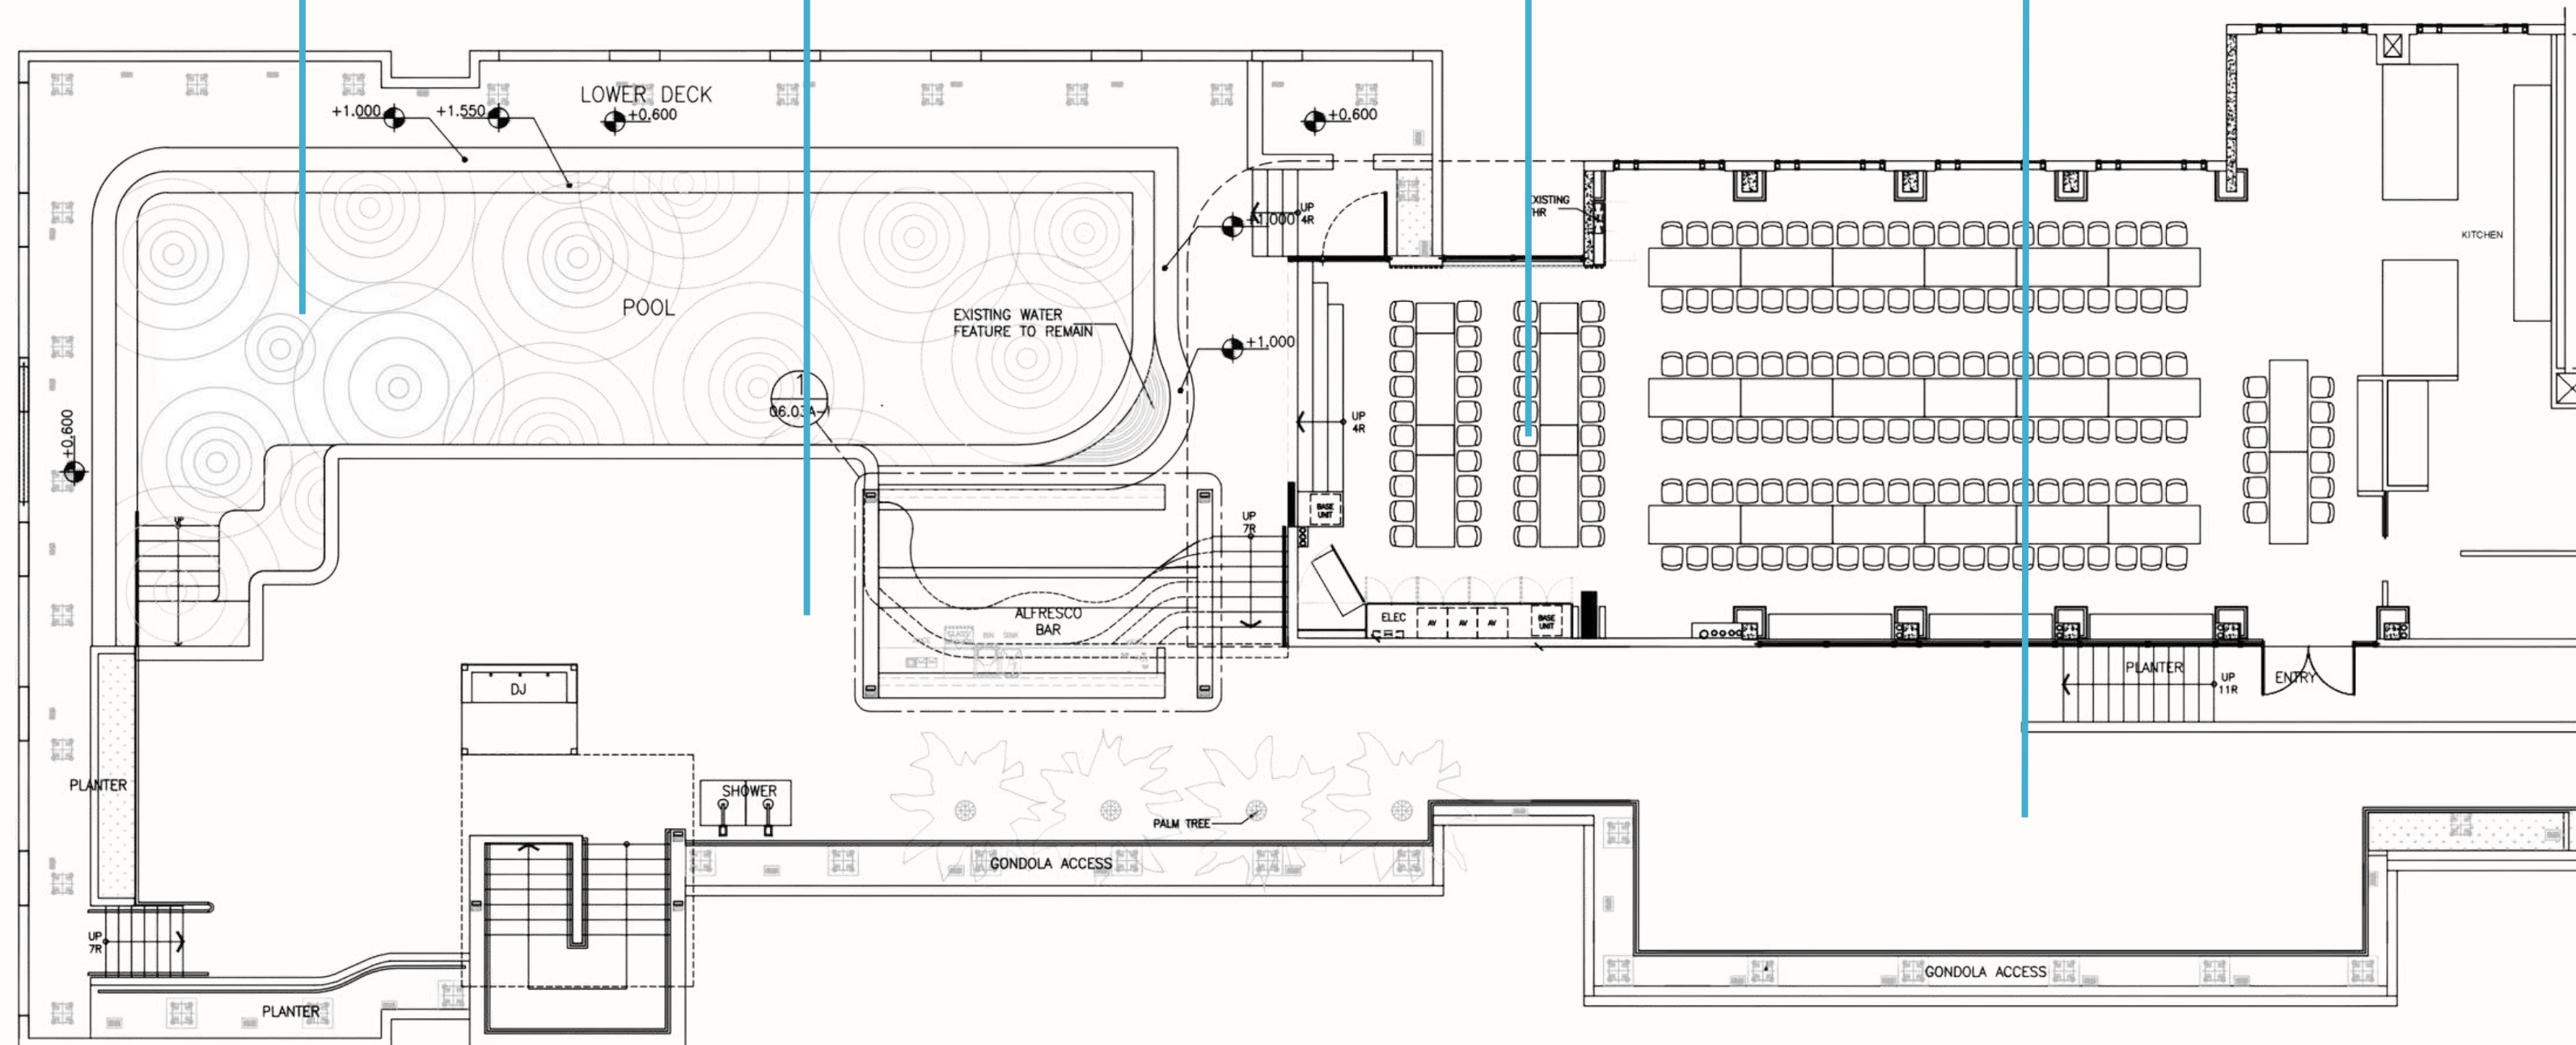 LOWER DECK
+1.000
+1.550
+0.600
+0.600
UP
4R
+1.000
EXISTING
KITCHEN
POOL
EXISTING WATER
FEATURE TO REMAIN
+1.000
1
+0.600
UP
4R
UP
BASE
UNIT
UP
7R
ALFRESCO
BAR
ELEC
AV
AV
AV
BASE
UNIT
DJ
PLANTER
ENTRY
UP
11R
PLANTER
SHOWER
PALM TREE
GONDOLA ACCESS
UP
7R
GONDOLA ACCESS
PLANTER